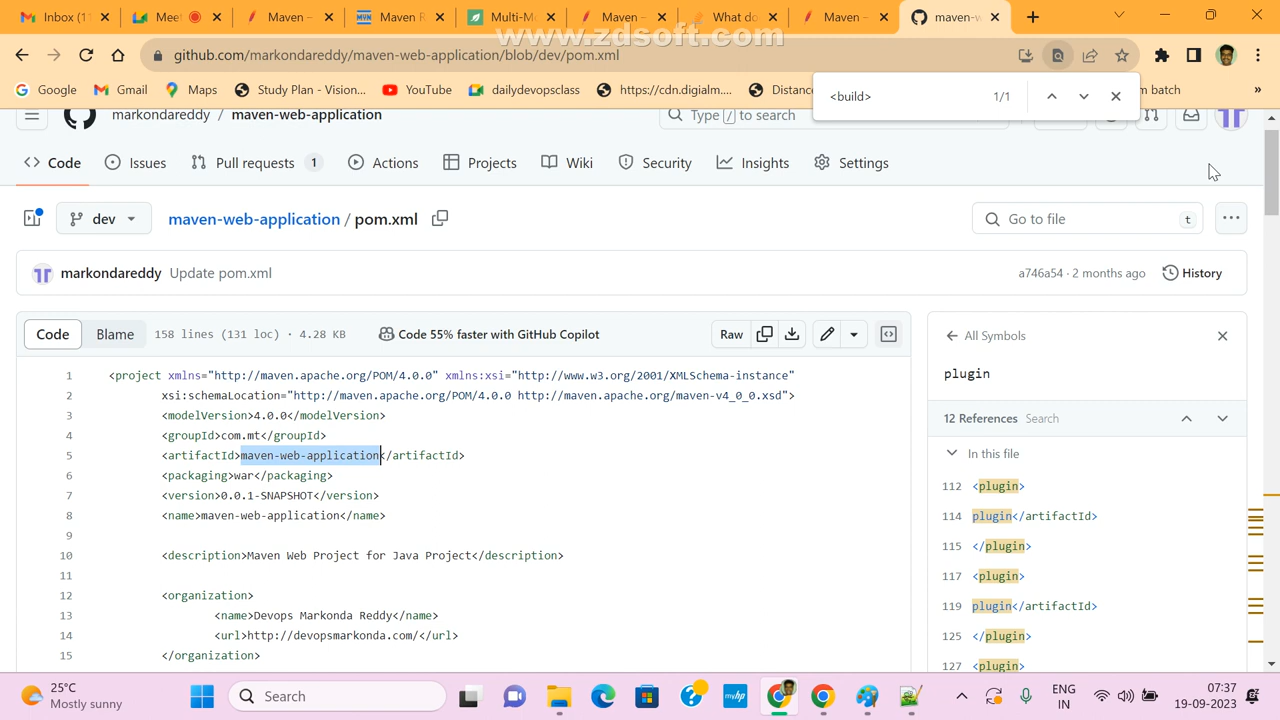 Inbox (1
Meet
Maven –
Maven R
Multi-Mo
Maven –
What do
Maven –
maven-w
www.zdsoft.com
github.com/markondareddy/maven-web-application/blob/dev/pom.xml
Google
Gmail
Maps
Study Plan - Vision...
YouTube
dailydevopsclass
https://cdn.digialm...
Distanc
m batch
»
<build>
1/1
markondareddy / maven-web-application
Type / to search
Code
Issues
Pull requests 1
Actions
Projects
Wiki
Security
Insights
Settings
dev
maven-web-application / pom.xml
Go to file
t
markondareddy Update pom.xml
a746a54 · 2 months ago
History
Code
Blame
158 lines (131 loc) · 4.28 KB
Code 55% faster with GitHub Copilot
Raw
1 <project xmlns="http://maven.apache.org/POM/4.0.0" xmlns:xsi="http://www.w3.org/2001/XMLSchema-instance"
2 xsi:schemaLocation="http://maven.apache.org/POM/4.0.0 http://maven.apache.org/maven-v4_0_0.xsd">
3 <modelVersion>4.0.0</modelVersion>
4 <groupId>com.mt</groupId>
5 <artifactId>maven-web-application</artifactId>
6 <packaging>war</packaging>
7 <version>0.0.1-SNAPSHOT</version>
8 <name>maven-web-application</name>
9
10 <description>Maven Web Project for Java Project</description>
11
12 <organization>
13 <name>Devops Markonda Reddy</name>
14 <url>http://devopsmarkonda.com/</url>
15 </organization>
All Symbols
plugin
12 References Search
In this file
112 <plugin>
114 plugin</artifactId>
115 </plugin>
117 <plugin>
119 plugin</artifactId>
125 </plugin>
127 <plugin>
25°C
Mostly sunny
Search
ENG
IN
07:37
19-09-2023